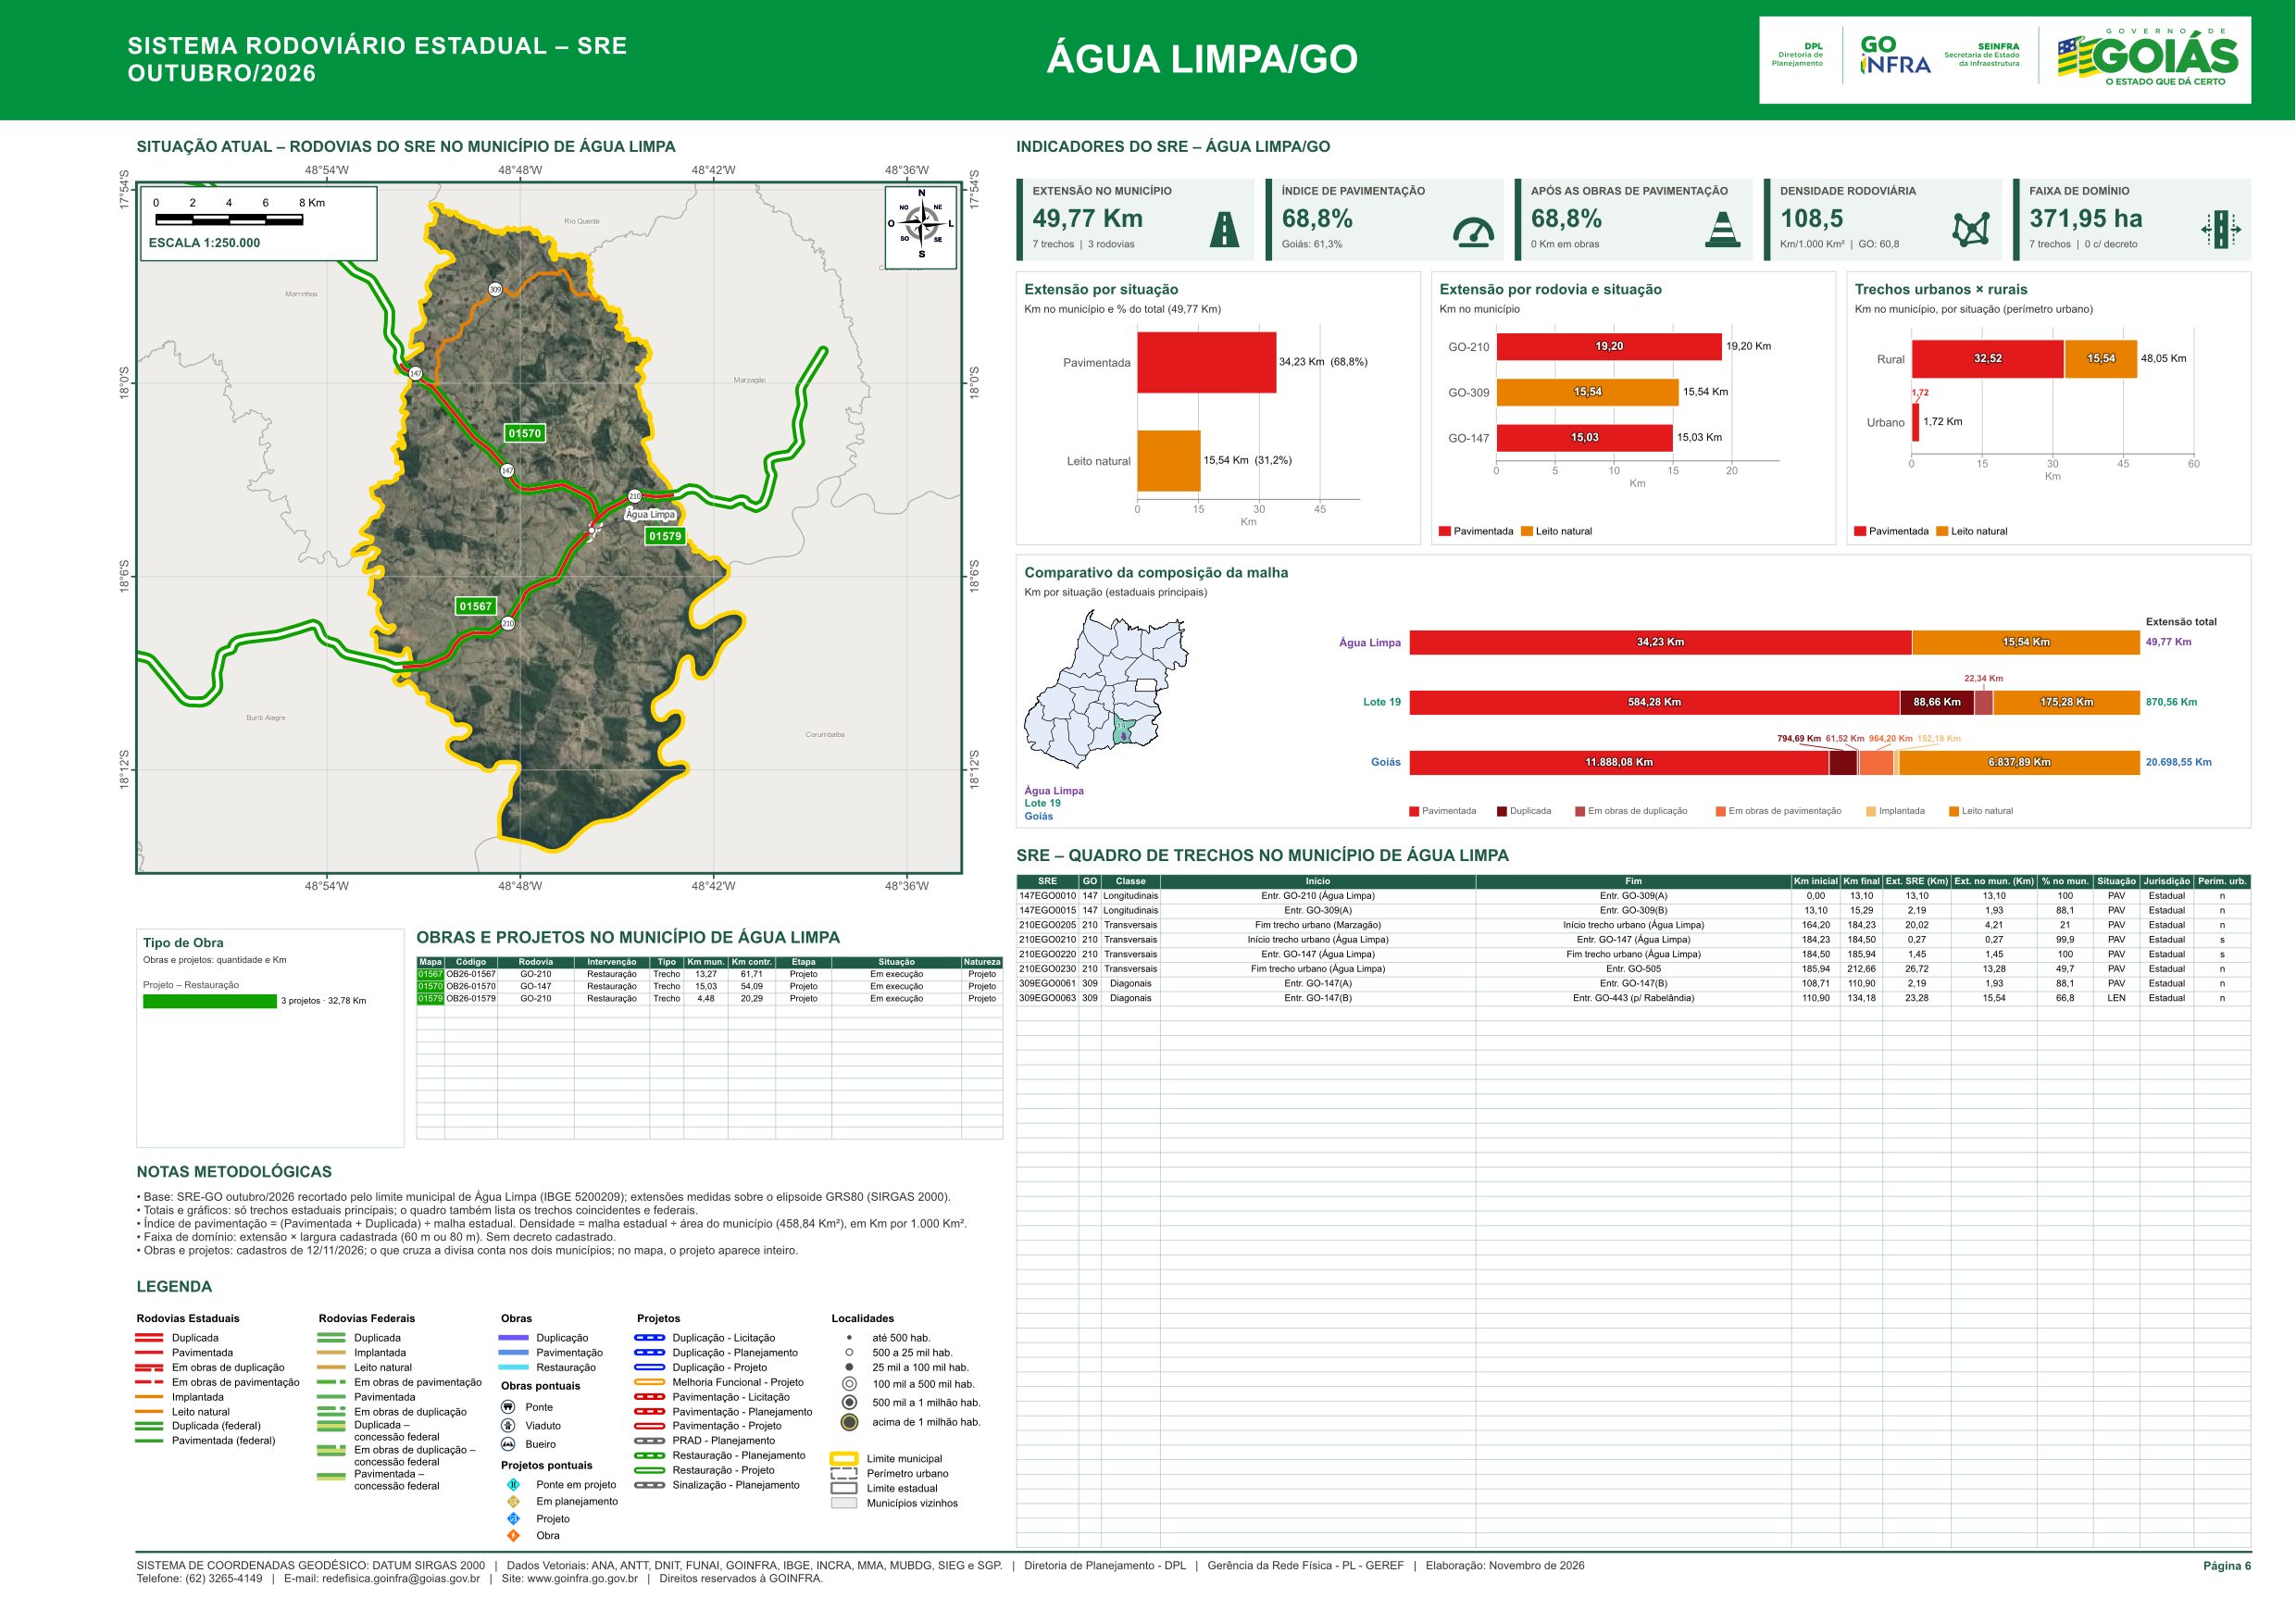 SISTEMA RODOVIÁRIO ESTADUAL – SRE
OUTUBRO/2026
ÁGUA LIMPA/GO
DPL
Diretoria de
Planejamento
GO
iNFRA
SEINFRA
Secretaria de Estado
da Infraestrutura
GOVERNO DE
GOIÁS
O ESTADO QUE DÁ CERTO
SITUAÇÃO ATUAL – RODOVIAS DO SRE NO MUNICÍPIO DE ÁGUA LIMPA
48°54'W 48°48'W 48°42'W 48°36'W
17°54'S 17°54'S
0 2 4 6 8 Km
ESCALA 1:250.000
N
NO NE
O L
SO SE
S
Rio Quente
Morrinhos
309
18°0'S 18°0'S
147
Marzagão
01570
147
210
Água Limpa
01579
18°6'S 18°6'S
01567
210
Buriti Alegre
Corumbaíba
18°12'S 18°12'S
48°54'W 48°48'W 48°42'W 48°36'W
Tipo de Obra
Obras e projetos: quantidade e Km
Projeto – Restauração
3 projetos · 32,78 Km
OBRAS E PROJETOS NO MUNICÍPIO DE ÁGUA LIMPA
Mapa Código Rodovia Intervenção Tipo Km mun. Km contr. Etapa Situação Natureza
01567 OB26-01567 GO-210 Restauração Trecho 13,27 61,71 Projeto Em execução Projeto
01570 OB26-01570 GO-147 Restauração Trecho 15,03 54,09 Projeto Em execução Projeto
01579 OB26-01579 GO-210 Restauração Trecho 4,48 20,29 Projeto Em execução Projeto
NOTAS METODOLÓGICAS
• Base: SRE-GO outubro/2026 recortado pelo limite municipal de Água Limpa (IBGE 5200209); extensões medidas sobre o elipsoide GRS80 (SIRGAS 2000).
• Totais e gráficos: só trechos estaduais principais; o quadro também lista os trechos coincidentes e federais.
• Índice de pavimentação = (Pavimentada + Duplicada) ÷ malha estadual. Densidade = malha estadual ÷ área do município (458,84 Km²), em Km por 1.000 Km².
• Faixa de domínio: extensão × largura cadastrada (60 m ou 80 m). Sem decreto cadastrado.
• Obras e projetos: cadastros de 12/11/2026; o que cruza a divisa conta nos dois municípios; no mapa, o projeto aparece inteiro.
LEGENDA
Rodovias Estaduais
Duplicada
Pavimentada
Em obras de duplicação
Em obras de pavimentação
Implantada
Leito natural
Duplicada (federal)
Pavimentada (federal)
Rodovias Federais
Duplicada
Implantada
Leito natural
Em obras de pavimentação
Pavimentada
Em obras de duplicação
Duplicada –
concessão federal
Em obras de duplicação –
concessão federal
Pavimentada –
concessão federal
Obras
Duplicação
Pavimentação
Restauração
Obras pontuais
Ponte
Viaduto
Bueiro
Projetos pontuais
Ponte em projeto
Em planejamento
Projeto
Obra
Projetos
Duplicação - Licitação
Duplicação - Planejamento
Duplicação - Projeto
Melhoria Funcional - Projeto
Pavimentação - Licitação
Pavimentação - Planejamento
Pavimentação - Projeto
PRAD - Planejamento
Restauração - Planejamento
Restauração - Projeto
Sinalização - Planejamento
Localidades
até 500 hab.
500 a 25 mil hab.
25 mil a 100 mil hab.
100 mil a 500 mil hab.
500 mil a 1 milhão hab.
acima de 1 milhão hab.
Limite municipal
Perímetro urbano
Limite estadual
Municípios vizinhos
INDICADORES DO SRE – ÁGUA LIMPA/GO
EXTENSÃO NO MUNICÍPIO
49,77 Km
7 trechos | 3 rodovias
ÍNDICE DE PAVIMENTAÇÃO
68,8%
Goiás: 61,3%
APÓS AS OBRAS DE PAVIMENTAÇÃO
68,8%
0 Km em obras
DENSIDADE RODOVIÁRIA
108,5
Km/1.000 Km² | GO: 60,8
FAIXA DE DOMÍNIO
371,95 ha
7 trechos | 0 c/ decreto
Extensão por situação
Km no município e % do total (49,77 Km)
Pavimentada 34,23 Km (68,8%)
Leito natural 15,54 Km (31,2%)
0 15 30 45
Km
Extensão por rodovia e situação
Km no município
GO-210 19,20 19,20 Km
GO-309 15,54 15,54 Km
GO-147 15,03 15,03 Km
0 5 10 15 20
Km
Pavimentada Leito natural
Trechos urbanos × rurais
Km no município, por situação (perímetro urbano)
Rural 32,52 15,54 48,05 Km
1,72
Urbano 1,72 Km
0 15 30 45 60
Km
Pavimentada Leito natural
Comparativo da composição da malha
Km por situação (estaduais principais)
19
Água Limpa
Lote 19
Goiás
Extensão total
Água Limpa 34,23 Km 15,54 Km 49,77 Km
22,34 Km
Lote 19 584,28 Km 88,66 Km 175,28 Km 870,56 Km
794,69 Km 61,52 Km 964,20 Km 152,18 Km
Goiás 11.888,08 Km 6.837,89 Km 20.698,55 Km
Pavimentada Duplicada Em obras de duplicação Em obras de pavimentação Implantada Leito natural
SRE – QUADRO DE TRECHOS NO MUNICÍPIO DE ÁGUA LIMPA
SRE GO Classe Início Fim Km inicial Km final Ext. SRE (Km) Ext. no mun. (Km) % no mun. Situação Jurisdição Perím. urb.
147EGO0010 147 Longitudinais Entr. GO-210 (Água Limpa) Entr. GO-309(A) 0,00 13,10 13,10 13,10 100 PAV Estadual n
147EGO0015 147 Longitudinais Entr. GO-309(A) Entr. GO-309(B) 13,10 15,29 2,19 1,93 88,1 PAV Estadual n
210EGO0205 210 Transversais Fim trecho urbano (Marzagão) Início trecho urbano (Água Limpa) 164,20 184,23 20,02 4,21 21 PAV Estadual n
210EGO0210 210 Transversais Início trecho urbano (Água Limpa) Entr. GO-147 (Água Limpa) 184,23 184,50 0,27 0,27 99,9 PAV Estadual s
210EGO0220 210 Transversais Entr. GO-147 (Água Limpa) Fim trecho urbano (Água Limpa) 184,50 185,94 1,45 1,45 100 PAV Estadual s
210EGO0230 210 Transversais Fim trecho urbano (Água Limpa) Entr. GO-505 185,94 212,66 26,72 13,28 49,7 PAV Estadual n
309EGO0061 309 Diagonais Entr. GO-147(A) Entr. GO-147(B) 108,71 110,90 2,19 1,93 88,1 PAV Estadual n
309EGO0063 309 Diagonais Entr. GO-147(B) Entr. GO-443 (p/ Rabelândia) 110,90 134,18 23,28 15,54 66,8 LEN Estadual n
SISTEMA DE COORDENADAS GEODÉSICO: DATUM SIRGAS 2000 | Dados Vetoriais: ANA, ANTT, DNIT, FUNAI, GOINFRA, IBGE, INCRA, MMA, MUBDG, SIEG e SGP. | Diretoria de Planejamento - DPL | Gerência da Rede Física - PL - GEREF | Elaboração: Novembro de 2026
Telefone: (62) 3265-4149 | E-mail: redefisica.goinfra@goias.gov.br | Site: www.goinfra.go.gov.br | Direitos reservados à GOINFRA.
Página 6